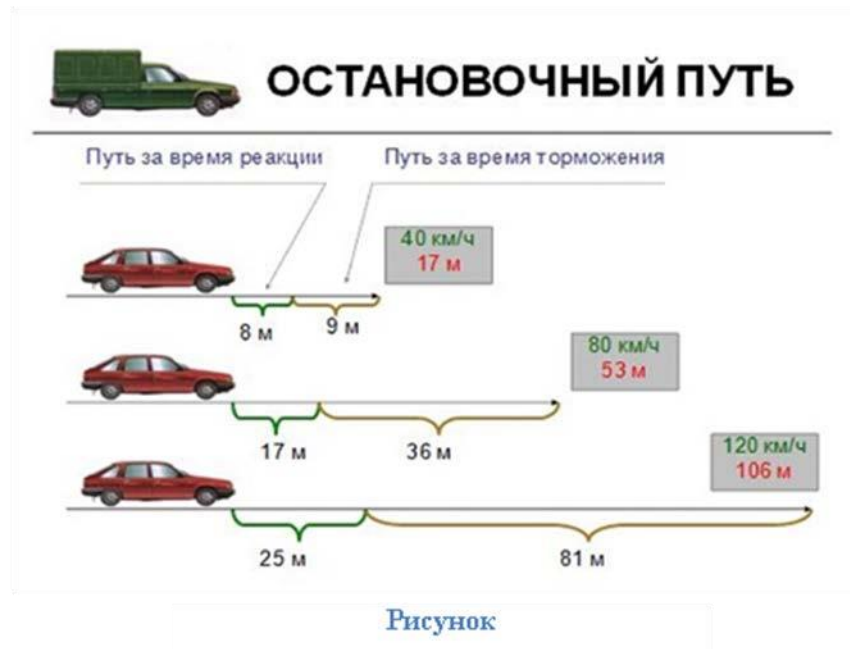 ОСТАНОВОЧНЫЙ ПУТЬ
Путь за время реакции
Путь за время торможения
40 км/ч
17 м
8 м
9 м
80 км/ч
53 м
17 м
36 м
120 км/ч
106 м
25 м
81 м
Рисунок